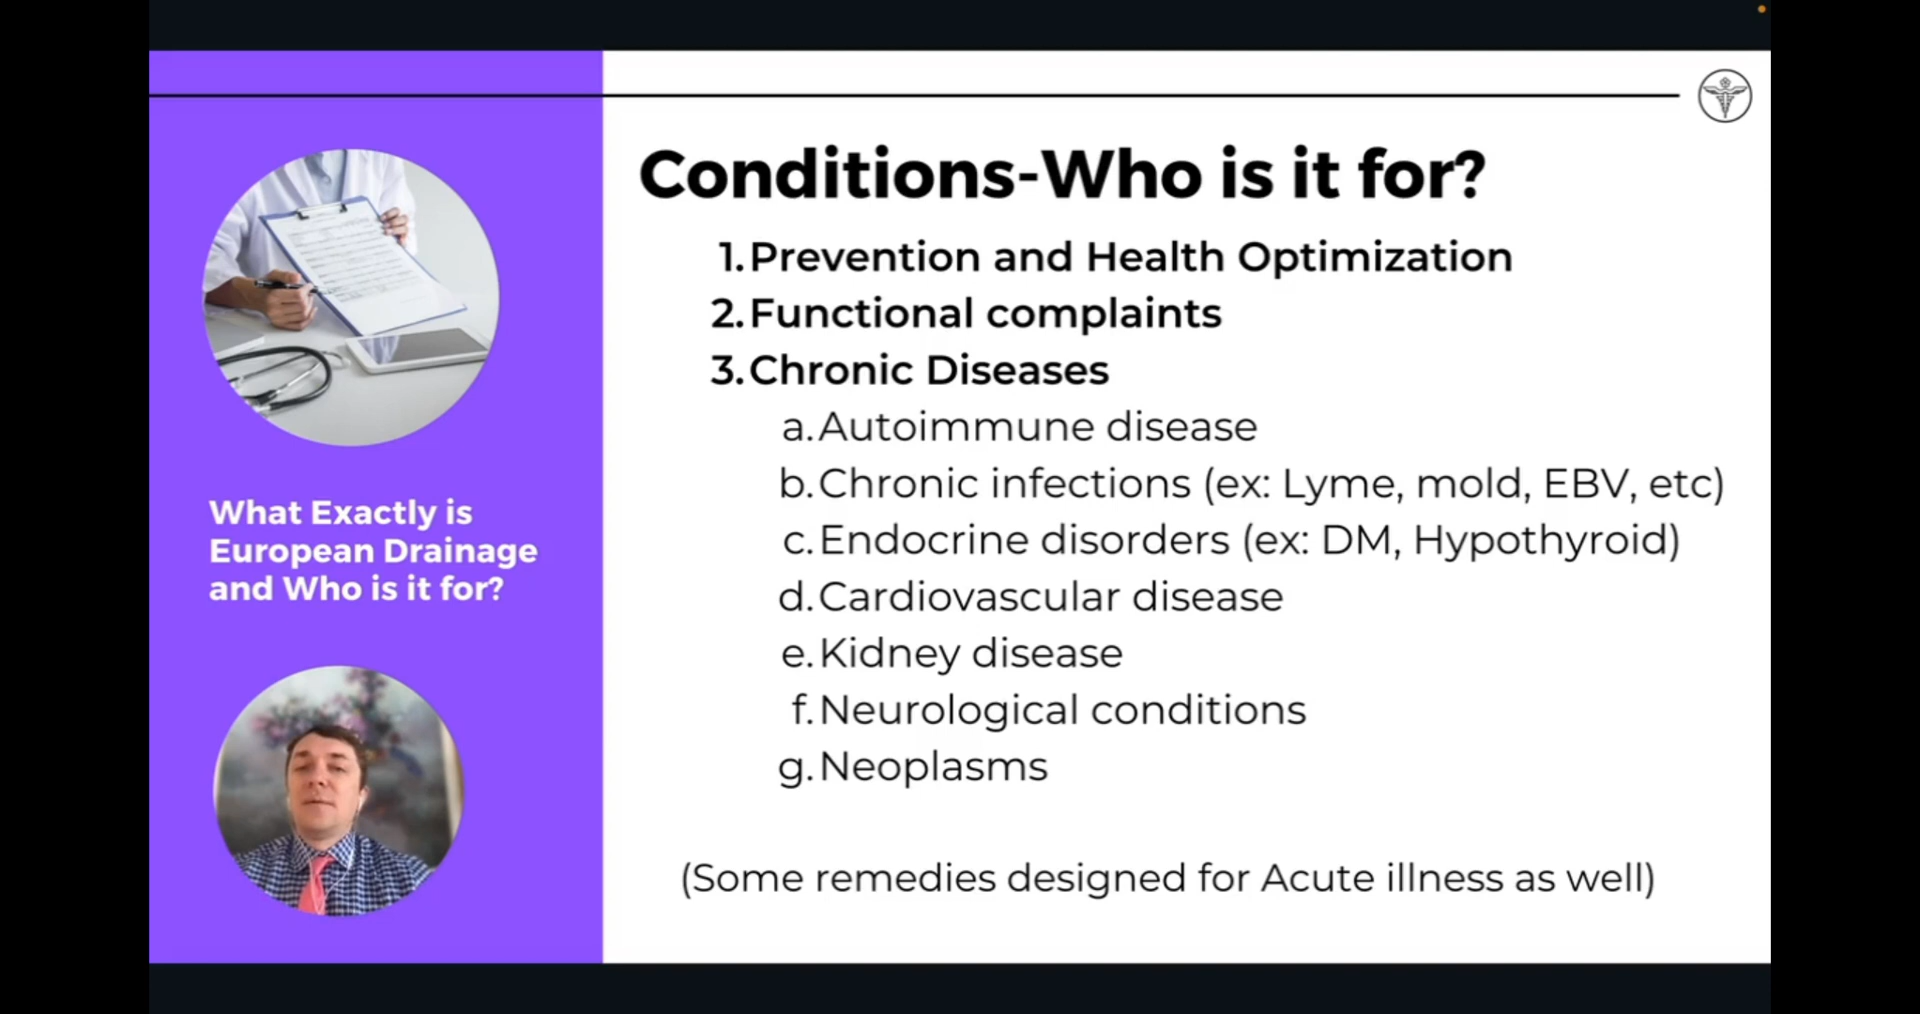 What Exactly is
European Drainage
and Who is it for?
Conditions-Who is it for?
1. Prevention and Health Optimization
2. Functional complaints
3. Chronic Diseases
a. Autoimmune disease
b. Chronic infections (ex: Lyme, mold, EBV, etc)
c. Endocrine disorders (ex: DM, Hypothyroid)
d. Cardiovascular disease
e. Kidney disease
f. Neurological conditions
g. Neoplasms
(Some remedies designed for Acute illness as well)